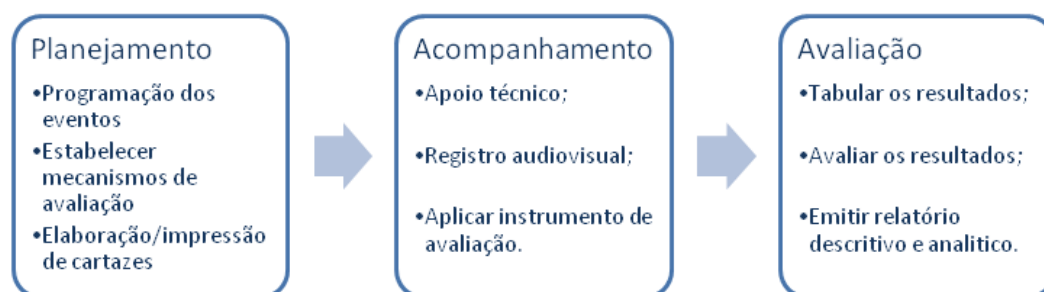 Planejamento
•Programação dos
eventos
•Estabelecer
mecanismos de
avaliação
•Elaboração/impressão
de cartazes
Acompanhamento
•Apoio técnico;
•Registro audiovisual;
•Aplicar instrumento de
avaliação.
Avaliação
•Tabular os resultados;
•Avaliar os resultados;
•Emitir relatório
descritivo e analitico.